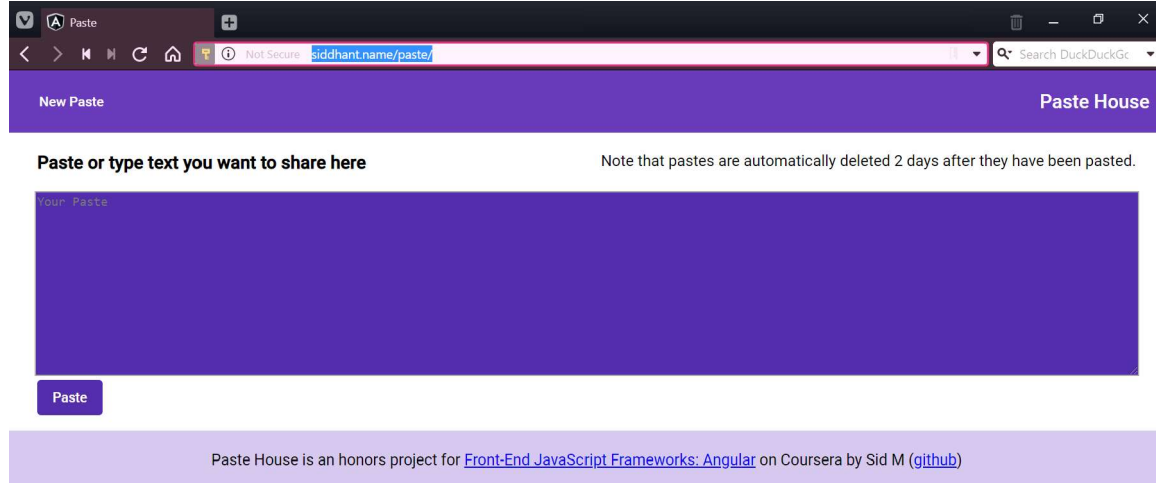 Paste
Not Secure siddhant.name/paste/ Search DuckDuckGc
New Paste Paste House
Paste or type text you want to share here Note that pastes are automatically deleted 2 days after they have been pasted.
Your Paste
Paste
Paste House is an honors project for Front-End JavaScript Frameworks: Angular on Coursera by Sid M (github)